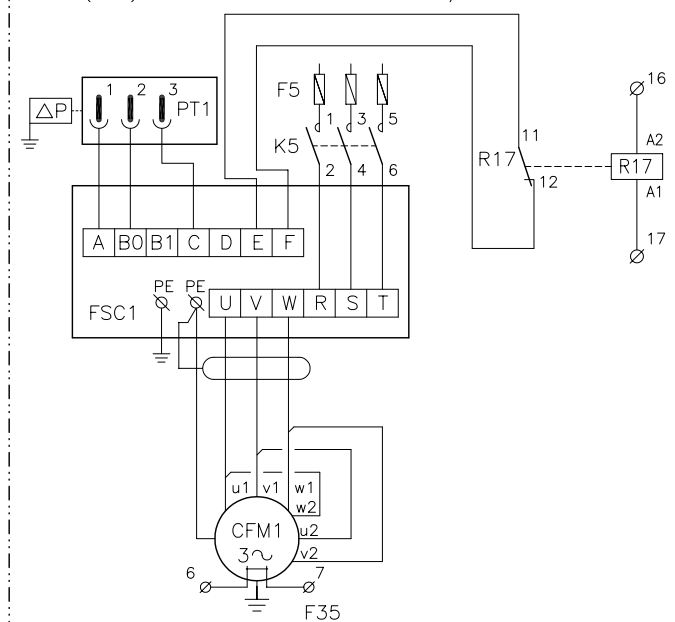 16
1 2 3
F5
PT1
△P
1 3 5
11
A2
K5
R17
R17
2 4 6
12
A1
17
A B0 B1 C D E F
PE PE
U V W R S T
FSC1
u1 v1 w1
w2
CFM1
u2
3~
v2
6 7
F35